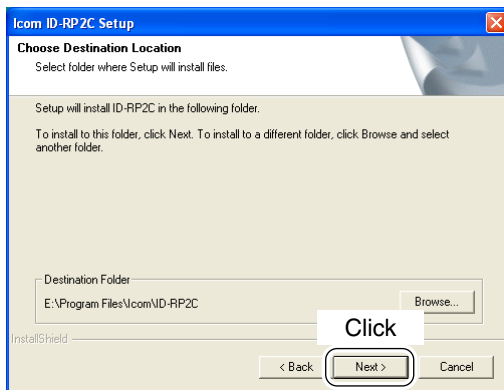 Icom ID-RP2C Setup
Choose Destination Location
Select folder where Setup will install files.
Setup will install ID-RP2C in the following folder.
To install to this folder, click Next. To install to a different folder, click Browse and select
another folder.
Destination Folder
E:\Program Files\Icom\ID-RP2C
Browse...
Click
InstallShield
< Back
Next >
Cancel